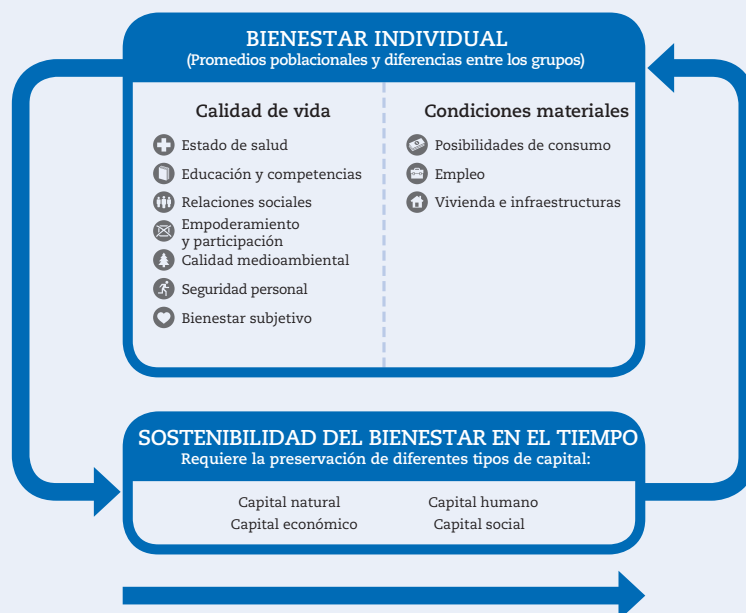 BIENESTAR INDIVIDUAL
(Promedios poblacionales y diferencias entre los grupos)
Calidad de vida
Estado de salud
Educación y competencias
Relaciones sociales
Empoderamiento
y participación
Calidad medioambiental
Seguridad personal
Bienestar subjetivo
Condiciones materiales
Posibilidades de consumo
Empleo
Vivienda e infraestructuras
SOSTENIBILIDAD DEL BIENESTAR EN EL TIEMPO
Requiere la preservación de diferentes tipos de capital:
Capital natural
Capital humano
Capital económico
Capital social